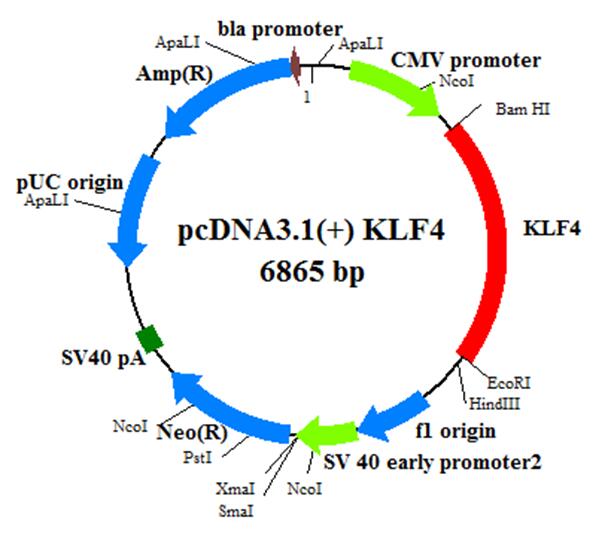 bla promoter
ApaLI
ApaLI
CMV promoter
Amp(R)
NcoI
1
Bam HI
pUC origin
ApaLI
pcDNA3.1(+) KLF4
KLF4
6865 bp
SV40 pA
EcoRI
HindIII
NcoI
Neo(R)
f1 origin
PstI
SV 40 early promoter2
XmaI
NcoI
SmaI